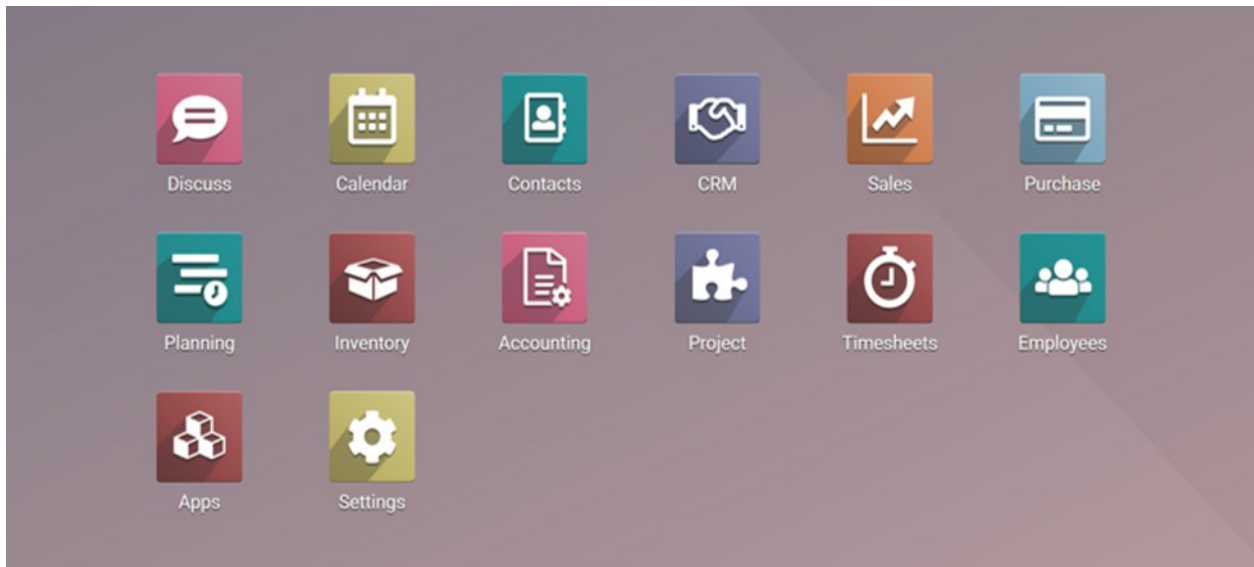 Discuss
Calendar
Contacts
CRM
Sales
Purchase
Planning
Inventory
Accounting
Project
Timesheets
Employees
Apps
Settings